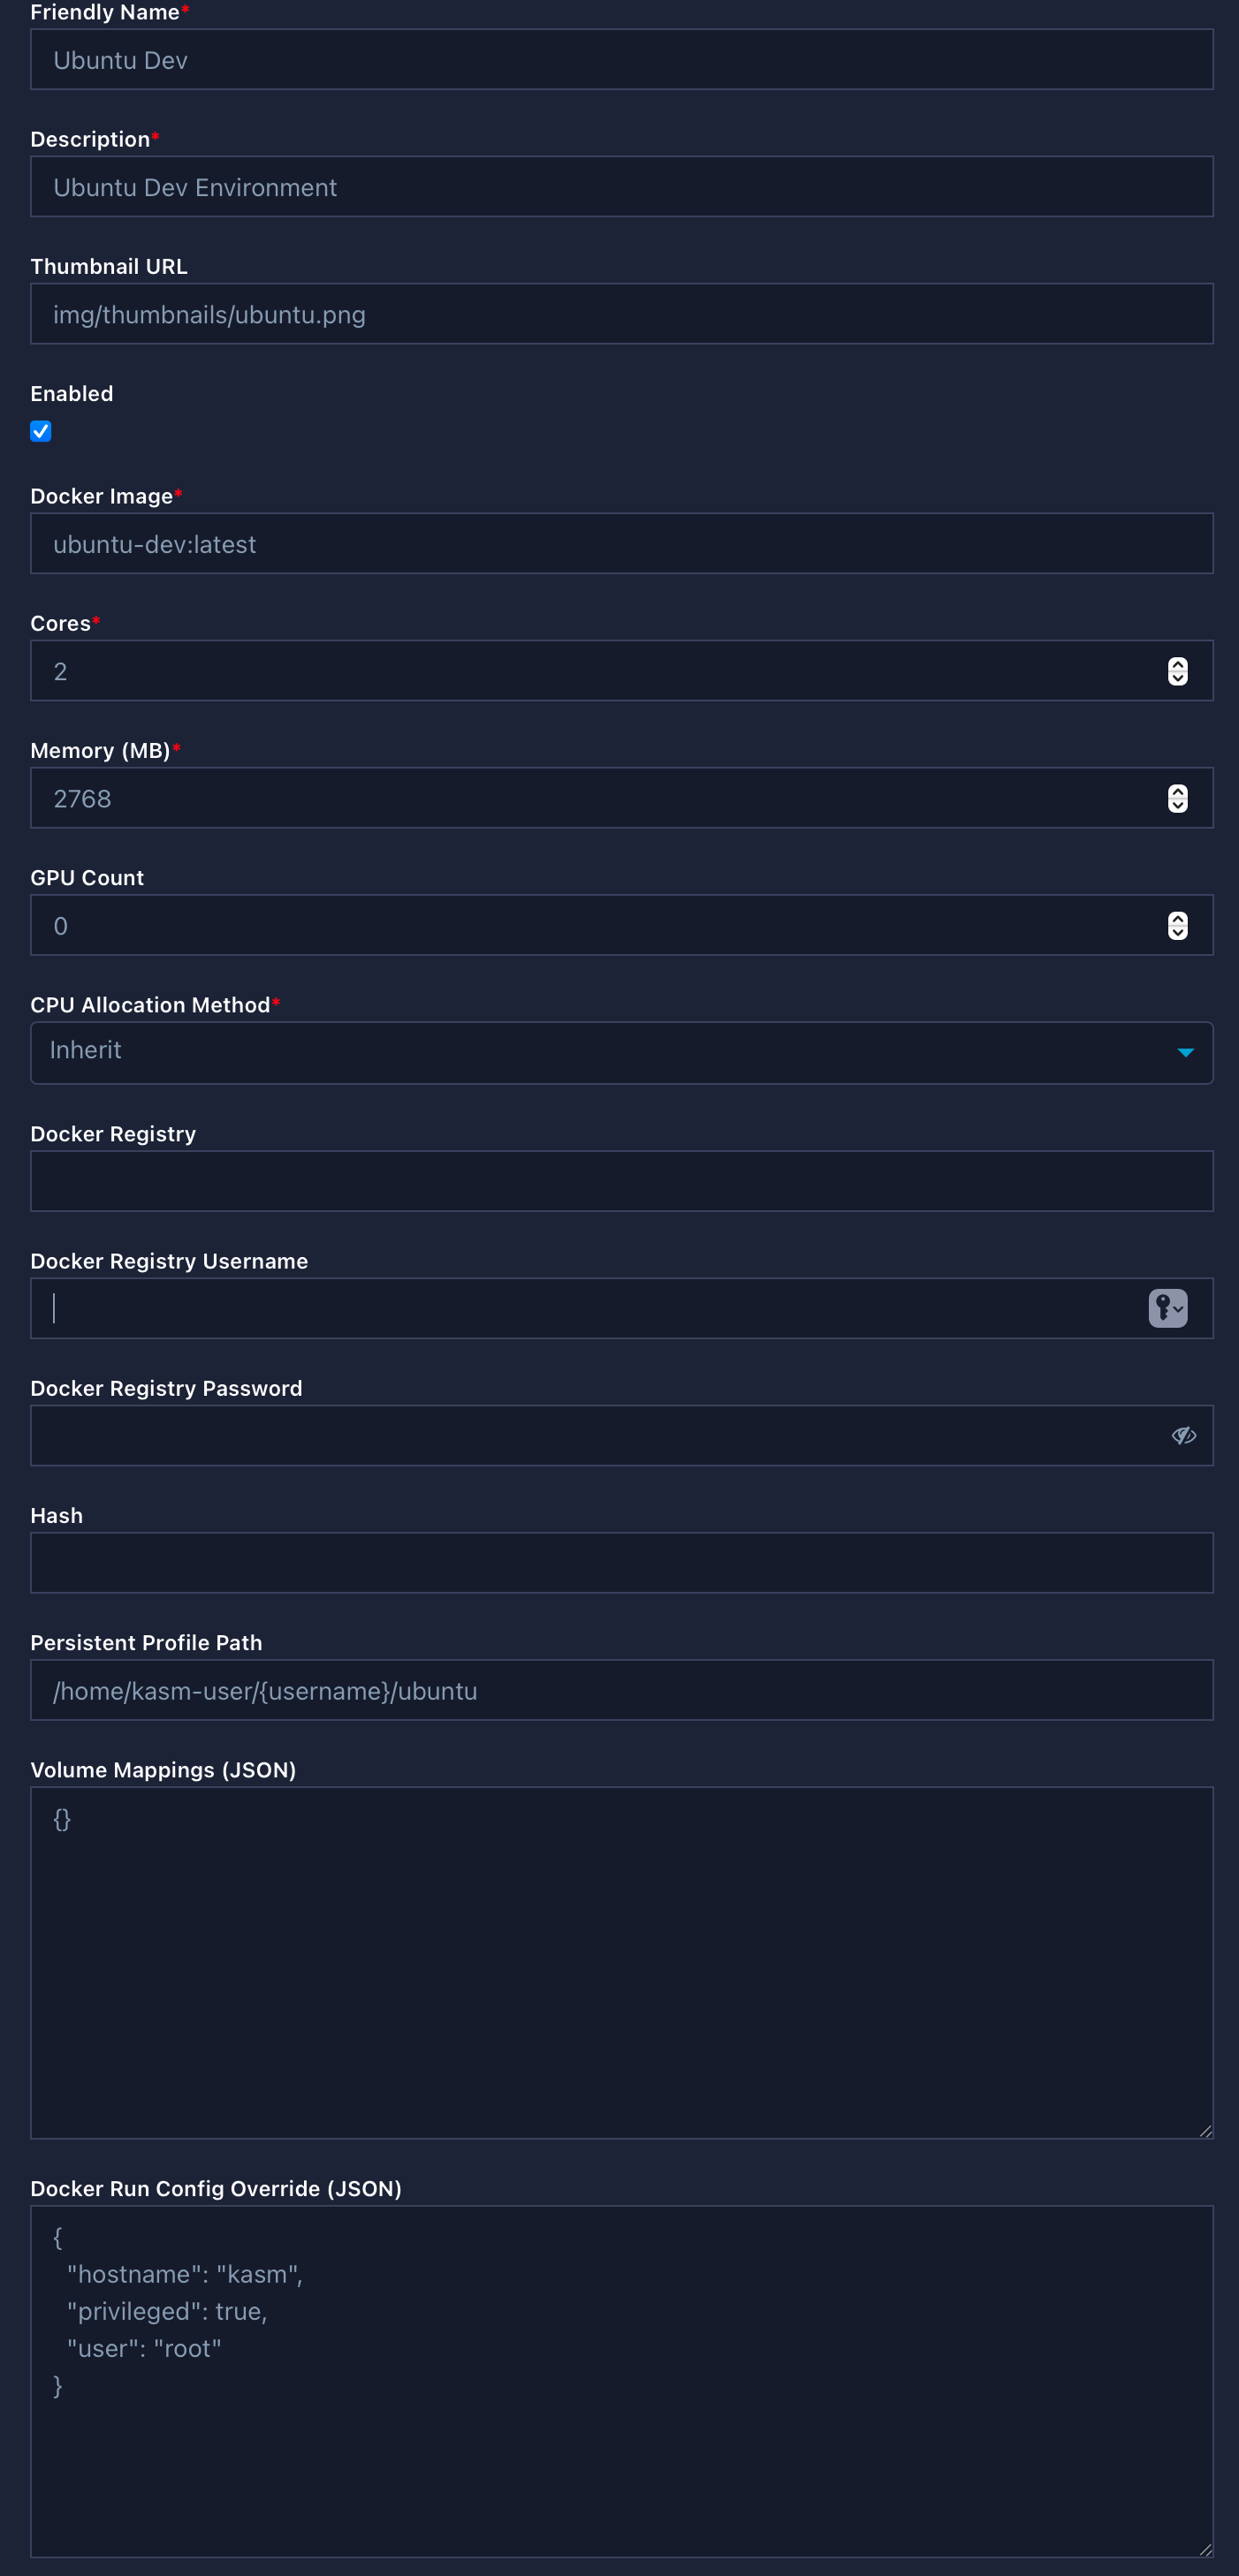 Friendly Name*
Ubuntu Dev
Description*
Ubuntu Dev Environment
Thumbnail URL
img/thumbnails/ubuntu.png
Enabled
Docker Image*
ubuntu-dev:latest
Cores*
2
Memory (MB)*
2768
GPU Count
0
CPU Allocation Method*
Inherit
Docker Registry
Docker Registry Username
Docker Registry Password
Hash
Persistent Profile Path
/home/kasm-user/{username}/ubuntu
Volume Mappings (JSON)
{}
Docker Run Config Override (JSON)
{
"hostname": "kasm",
"privileged": true,
"user": "root"
}